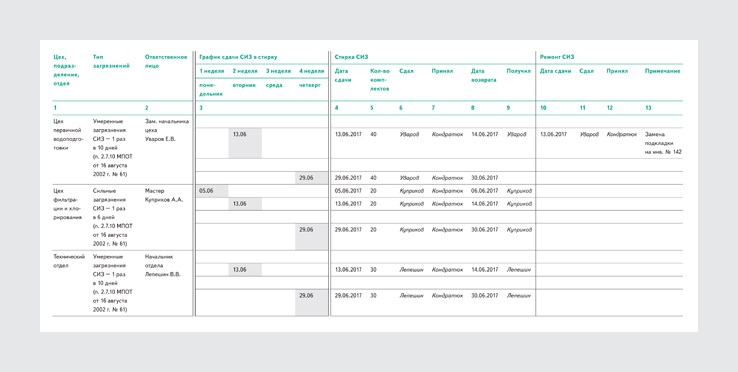 Цех, подраз- деление, отдел
Тип загрязнений
Ответственное лицо
График сдачи СИЗ в стирку
Стирка СИЗ
Ремонт СИЗ
1 неделя 2 неделя 3 неделя 4 неделя
Дата сдачи
Кол-во комп- лектов
Сдал
Принял
Дата возврата
Получил
Дата сдачи
Сдал
Принял
Примечание
поне- дельник вторник среда четверг
1 2 3 4 5 6 7 8 9 10 11 12 13
Цех первичной водоподго- товки
Умеренные загрязнения СИЗ — 1 раз в 10 дней (п. 2.7.10 МПОТ от 16 августа 2002 г. № 61)
Зам. начальника цеха Уваров Е.В.
13.06 13.06.2017 40 Уваров Кондратюк 14.06.2017 Уваров 13.06.2017 Уваров Кондратюк Замена подкладки на инв. № 142
29.06 29.06.2017 40 Уваров Кондратюк 30.06.2017
Цех фильтра- ции и хло- рирования
Сильные загрязнения СИЗ — 1 раз в 6 дней (п. 2.7.10 МПОТ от 16 августа 2002 г. № 61)
Мастер Куприков А.А.
05.06 05.06.2017 20 Куприков Кондратюк 06.06.2017 Куприков
13.06 13.06.2017 20 Куприков Кондратюк 14.06.2017 Куприков
29.06 29.06.2017 20 Куприков Кондратюк 30.06.2017 Куприков
Технический отдел
Умеренные загрязнения СИЗ — 1 раз в 10 дней (п. 2.7.10 МПОТ от 16 августа 2002 г. № 61)
Начальник отдела Лепешин В.В.
13.06 13.06.2017 30 Лепешин Кондратюк 14.06.2017 Лепешин
29.06 29.06.2017 30 Лепешин Кондратюк 30.06.2017 Лепешин